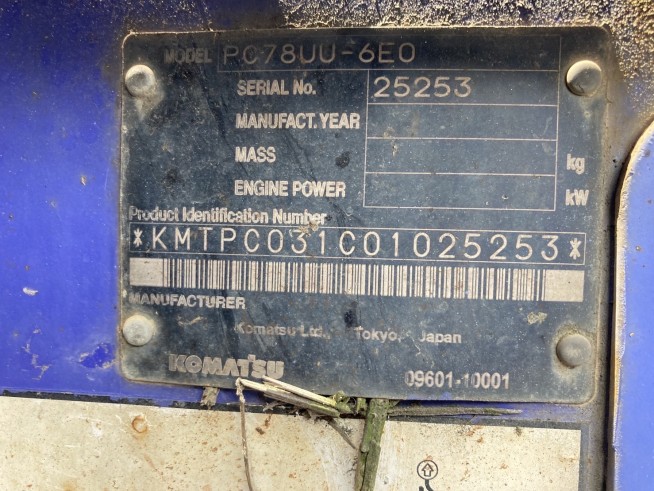 MODEL PC78UU-6E0
SERIAL No. 25253
MANUFACT. YEAR
MASS kg
ENGINE POWER kW
Product Identification Number
*KMTPC031C01025253*
MANUFACTURER
Komatsu Ltd., Tokyo, Japan
KOMATSU 09601-10001